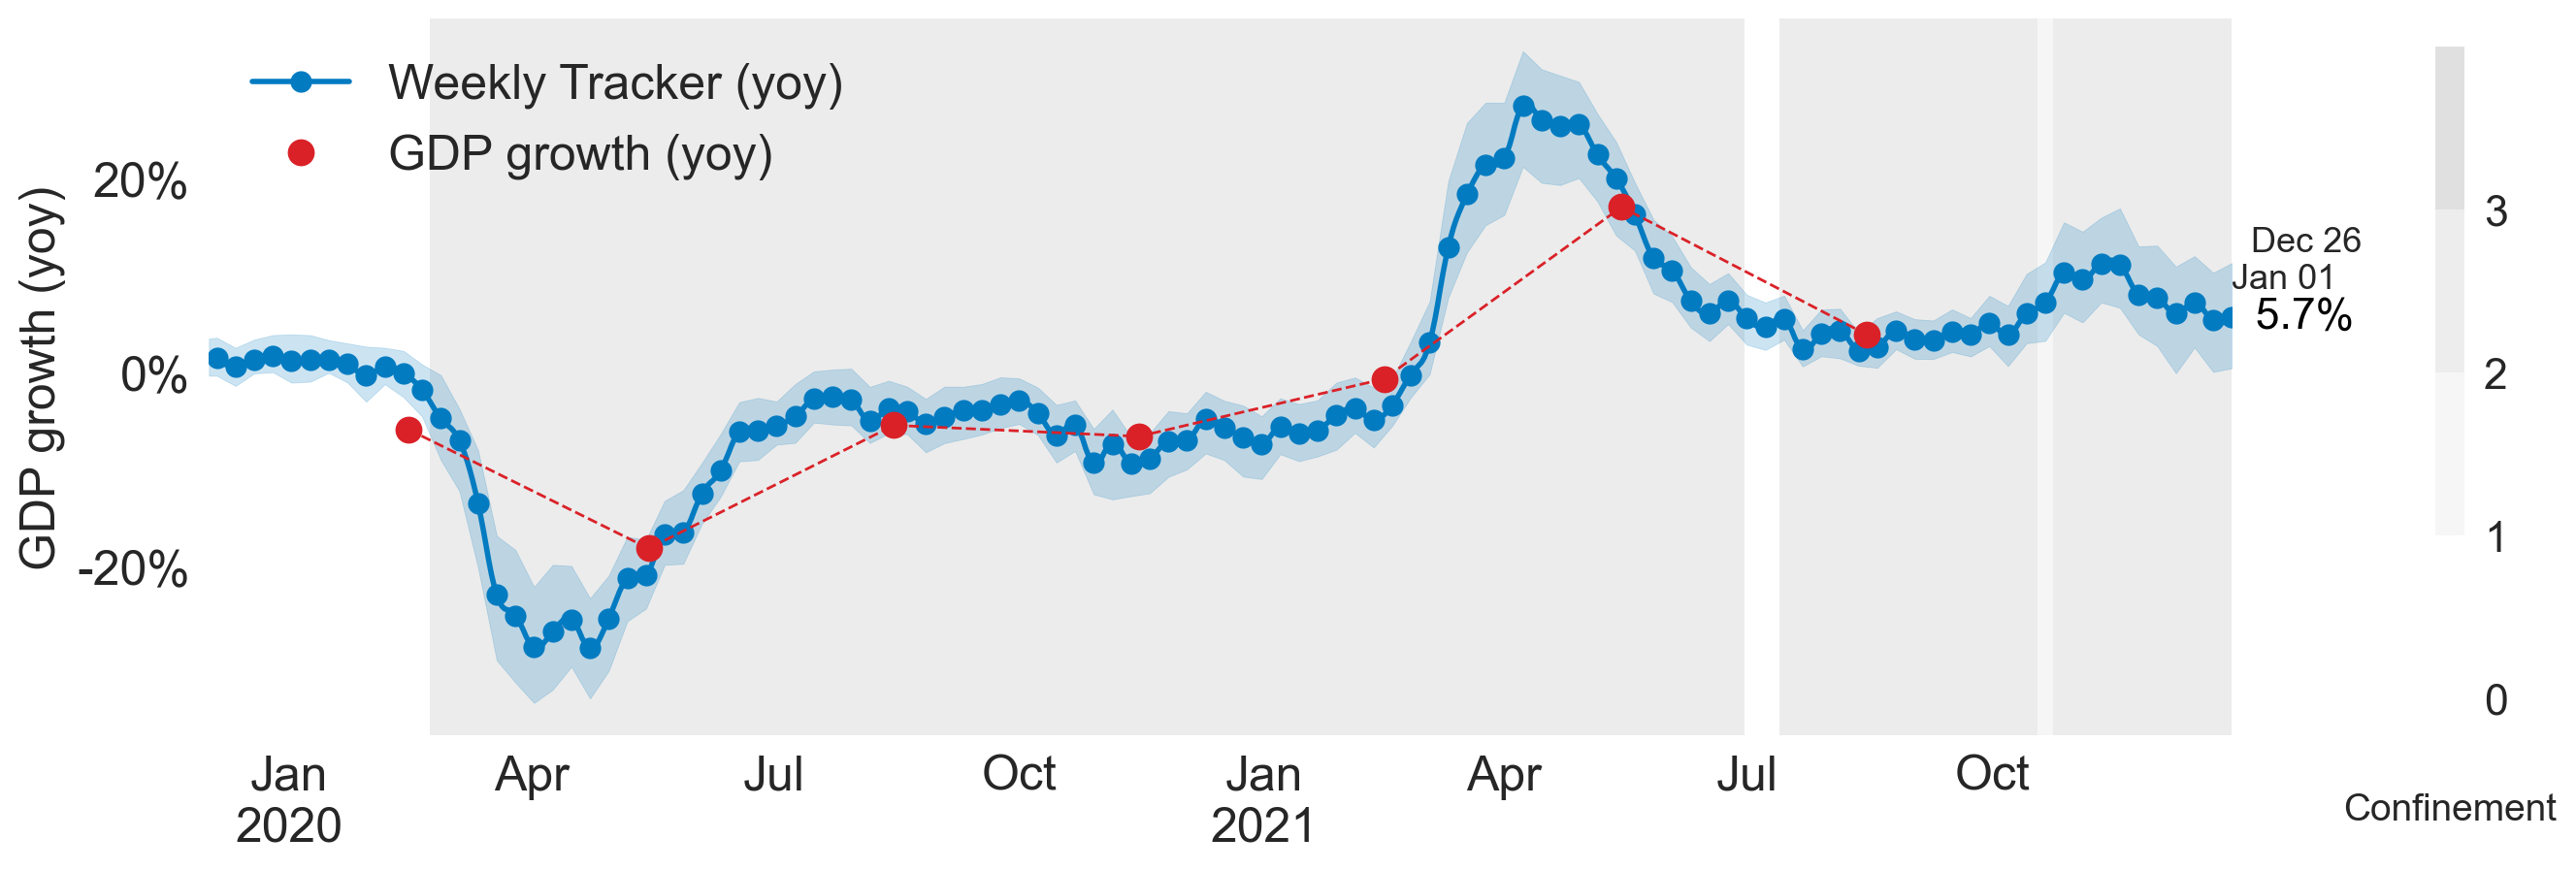 Weekly Tracker (yoy)
GDP growth (yoy)
GDP growth (yoy)
20%
0%
-20%
Jan
2020
Apr
Jul
Oct
Jan
2021
Apr
Jul
Oct
Dec 26
Jan 01
5.7%
3
2
1
0
Confinement